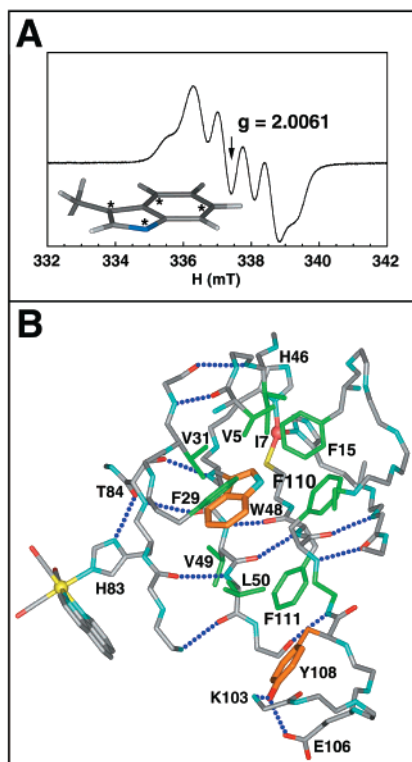 A
g = 2.0061
*
*
*
*
332 334 336 338 340 342
H (mT)
B
H46
V31 V5 I7
F15
T84
F29
F110
W48
H83
V49
L50
F111
Y108
K103
E106